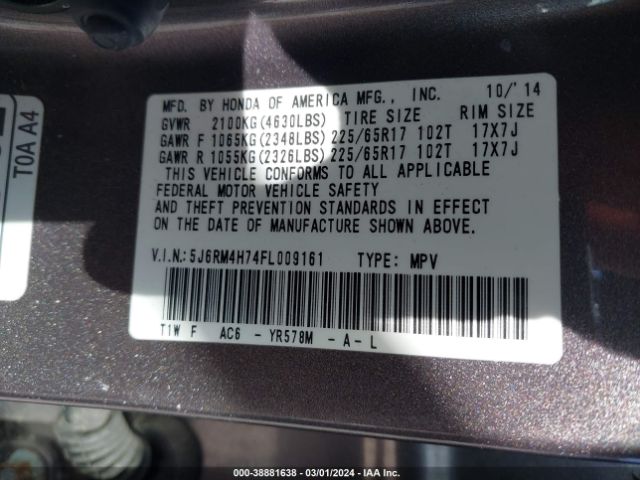 TOA A4
MFD. BY HONDA OF AMERICA MFG., INC. 10/'14
GVWR 2100KG(4630LBS) TIRE SIZE RIM SIZE
GAWR F 1065KG(2348LBS) 225/65R17 102T 17X7J
GAWR R 1055KG(2326LBS) 225/65R17 102T 17X7J
THIS VEHICLE CONFORMS TO ALL APPLICABLE
FEDERAL MOTOR VEHICLE SAFETY
AND THEFT PREVENTION STANDARDS IN EFFECT
ON THE DATE OF MANUFACTURE SHOWN ABOVE.
V.I.N.: 5J6RM4H74FL009161 TYPE: MPV
T1W F AC6 - YR578M - A - L
000-38881638 - 03/01/2024 - IAA Inc.